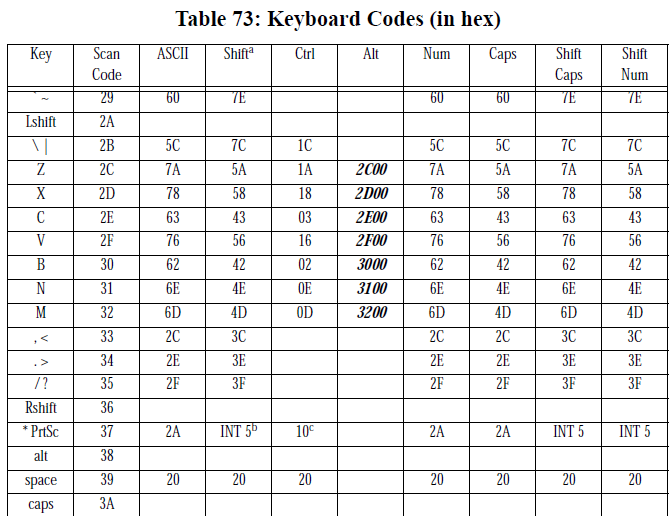 Table 73: Keyboard Codes (in hex)
Key Scan Code ASCII Shift^a Ctrl Alt Num Caps Shift Caps Shift Num
` ~ 29 60 7E 60 60 7E 7E
Lshift 2A
\ | 2B 5C 7C 1C 5C 5C 7C 7C
Z 2C 7A 5A 1A 2C00 7A 5A 7A 5A
X 2D 78 58 18 2D00 78 58 78 58
C 2E 63 43 03 2E00 63 43 63 43
V 2F 76 56 16 2F00 76 56 76 56
B 30 62 42 02 3000 62 42 62 42
N 31 6E 4E 0E 3100 6E 4E 6E 4E
M 32 6D 4D 0D 3200 6D 4D 6D 4D
, < 33 2C 3C 2C 2C 3C 3C
. > 34 2E 3E 2E 2E 3E 3E
/ ? 35 2F 3F 2F 2F 3F 3F
Rshift 36
* PrtSc 37 2A INT 5^b 10^c 2A 2A INT 5 INT 5
alt 38
space 39 20 20 20 20 20 20 20
caps 3A